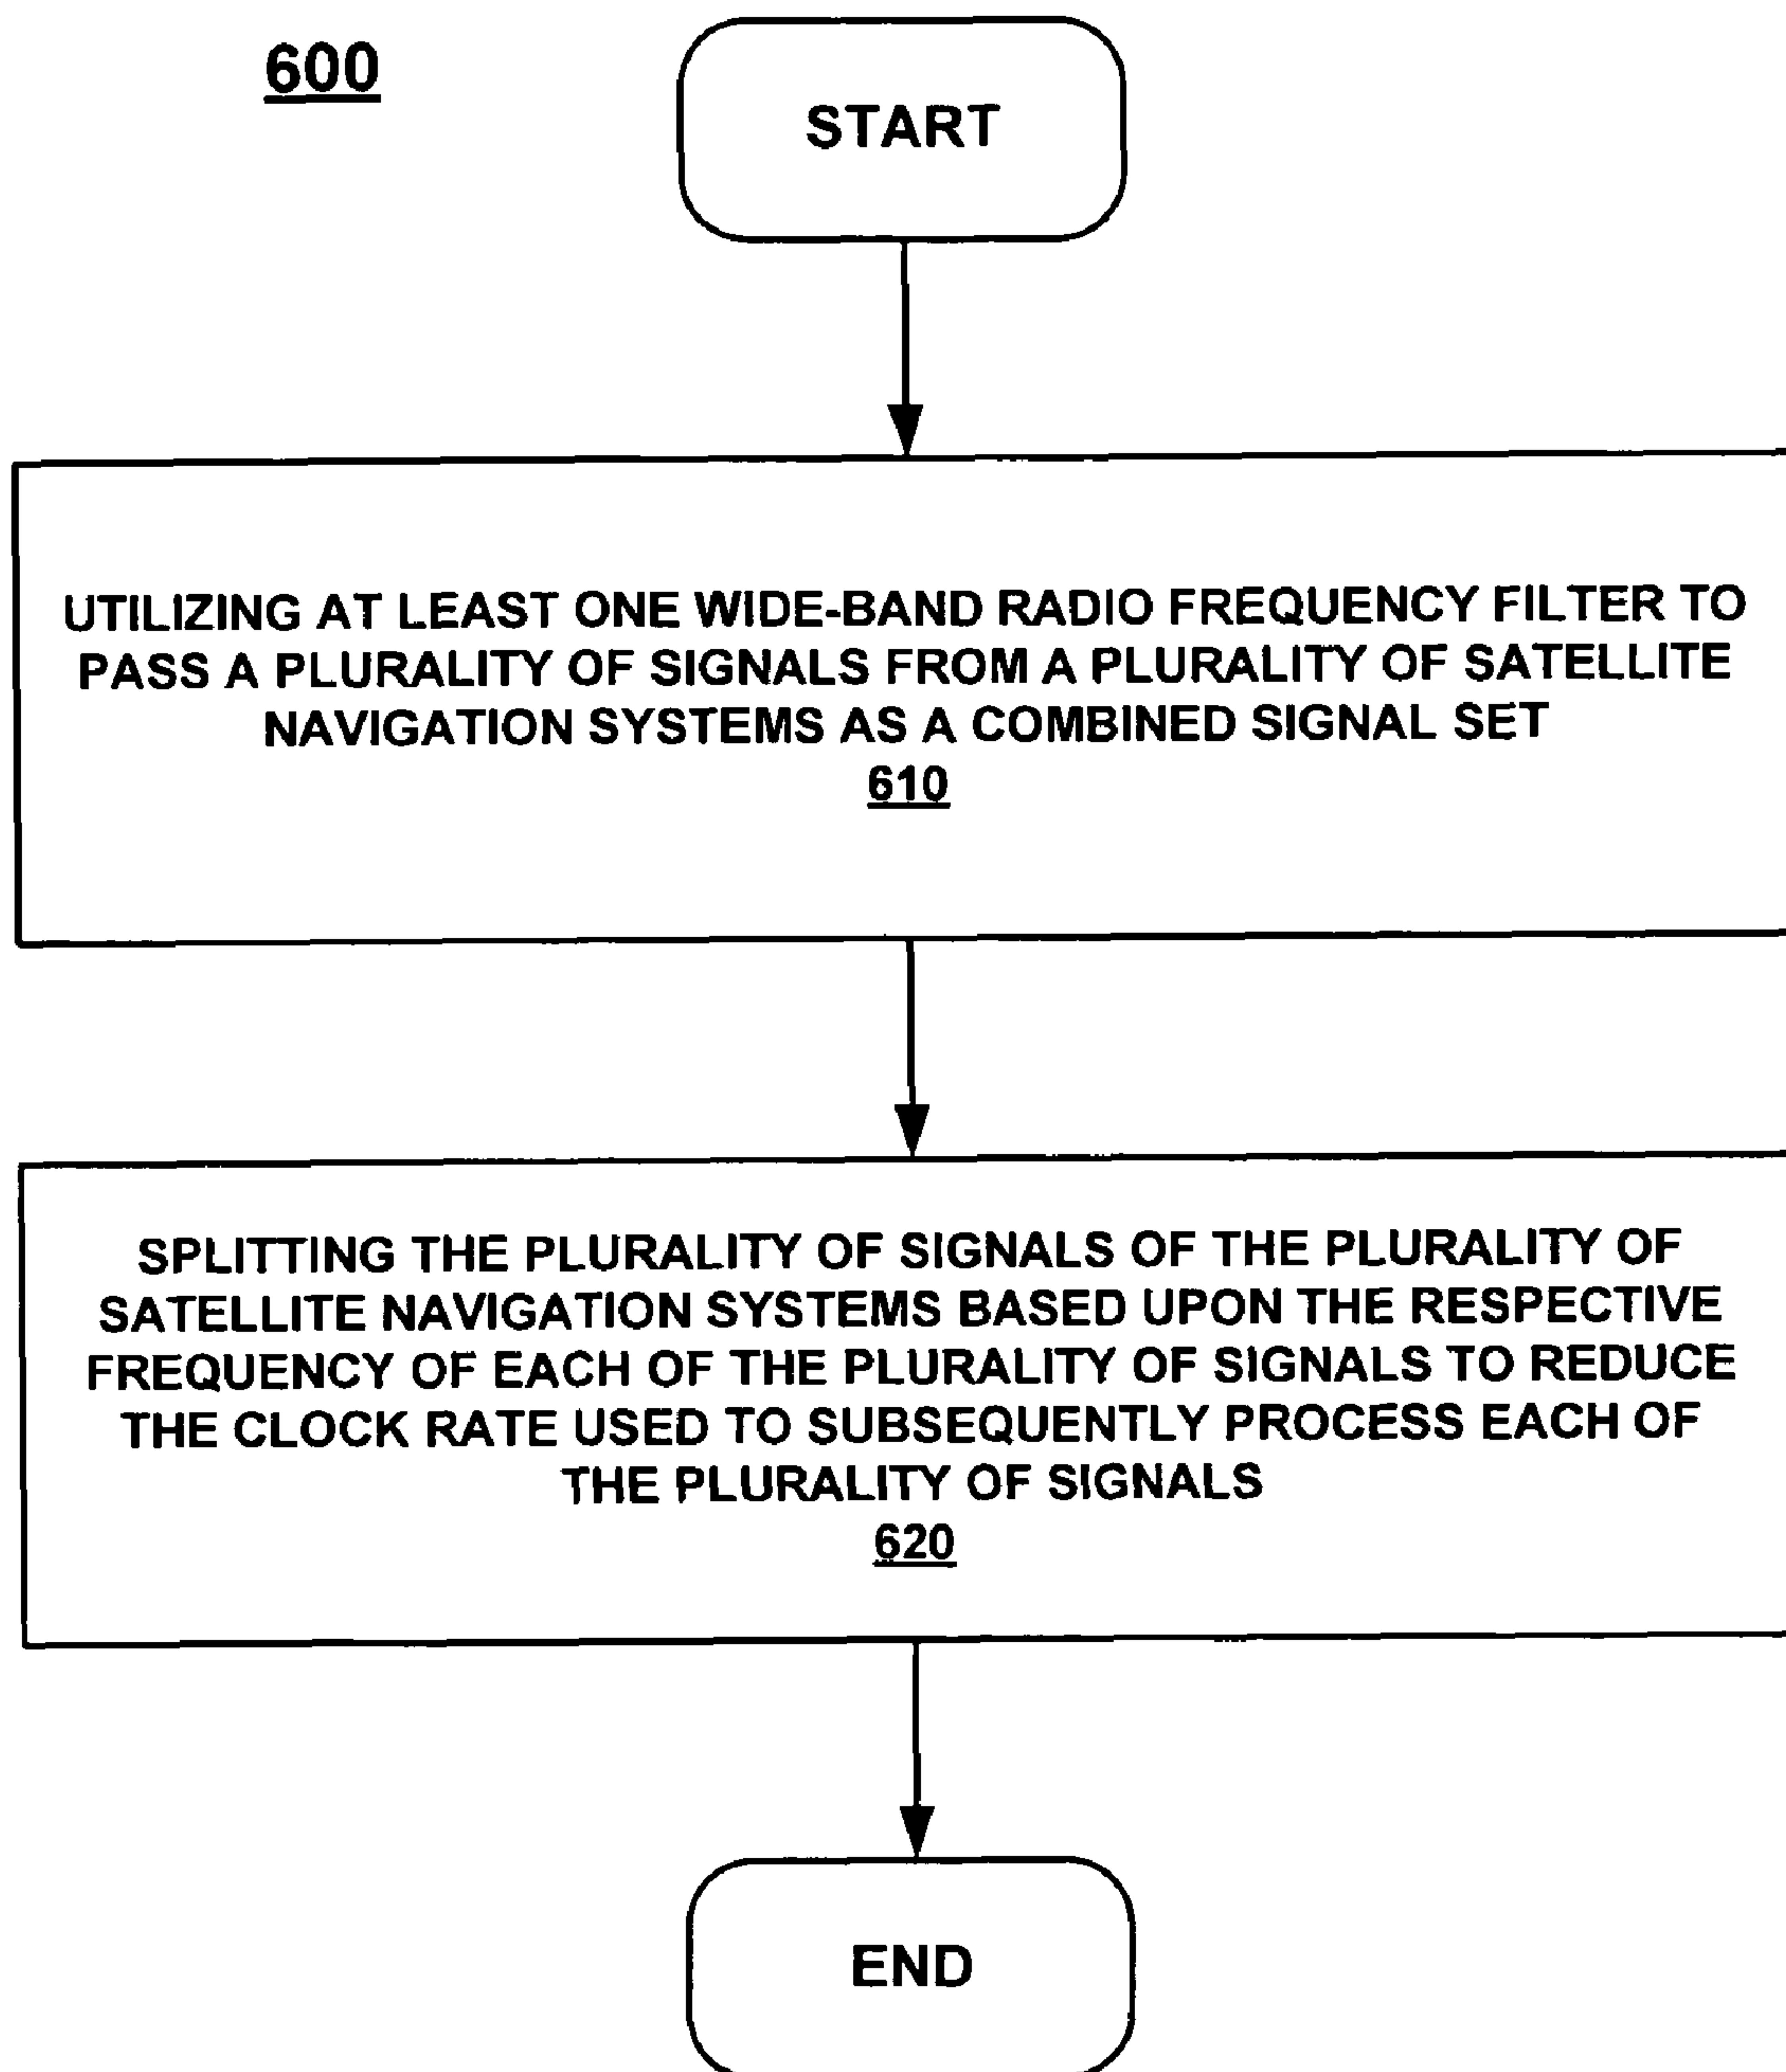 600
START
UTILIZING AT LEAST ONE WIDE-BAND RADIO FREQUENCY FILTER TO
PASS A PLURALITY OF SIGNALS FROM A PLURALITY OF SATELLITE
NAVIGATION SYSTEMS AS A COMBINED SIGNAL SET
610
SPLITTING THE PLURALITY OF SIGNALS OF THE PLURALITY OF
SATELLITE NAVIGATION SYSTEMS BASED UPON THE RESPECTIVE
FREQUENCY OF EACH OF THE PLURALITY OF SIGNALS TO REDUCE
THE CLOCK RATE USED TO SUBSEQUENTLY PROCESS EACH OF
THE PLURALITY OF SIGNALS
620
END